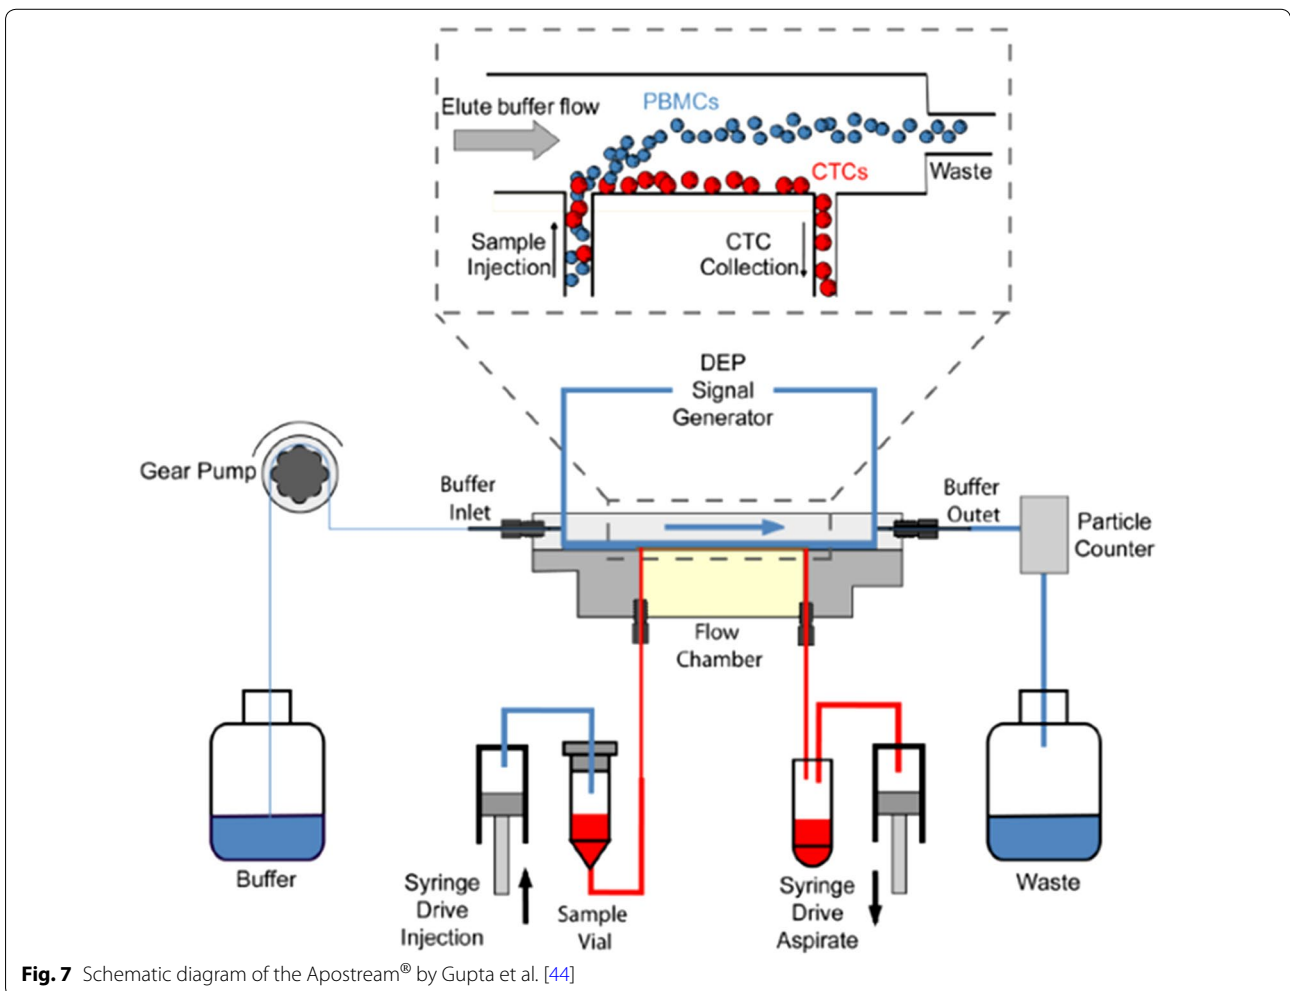 PBMCs
Elute buffer flow
CTCs
Waste
Sample
Injection
CTC
Collection
DEP
Signal
Generator
Gear Pump
Buffer
Inlet
Buffer
Outet
Particle
Counter
Flow
Chamber
Buffer
Syringe
Drive
Injection
Sample
Vial
Syringe
Drive
Aspirate
Waste
Fig. 7 Schematic diagram of the Apostream® by Gupta et al. [44]